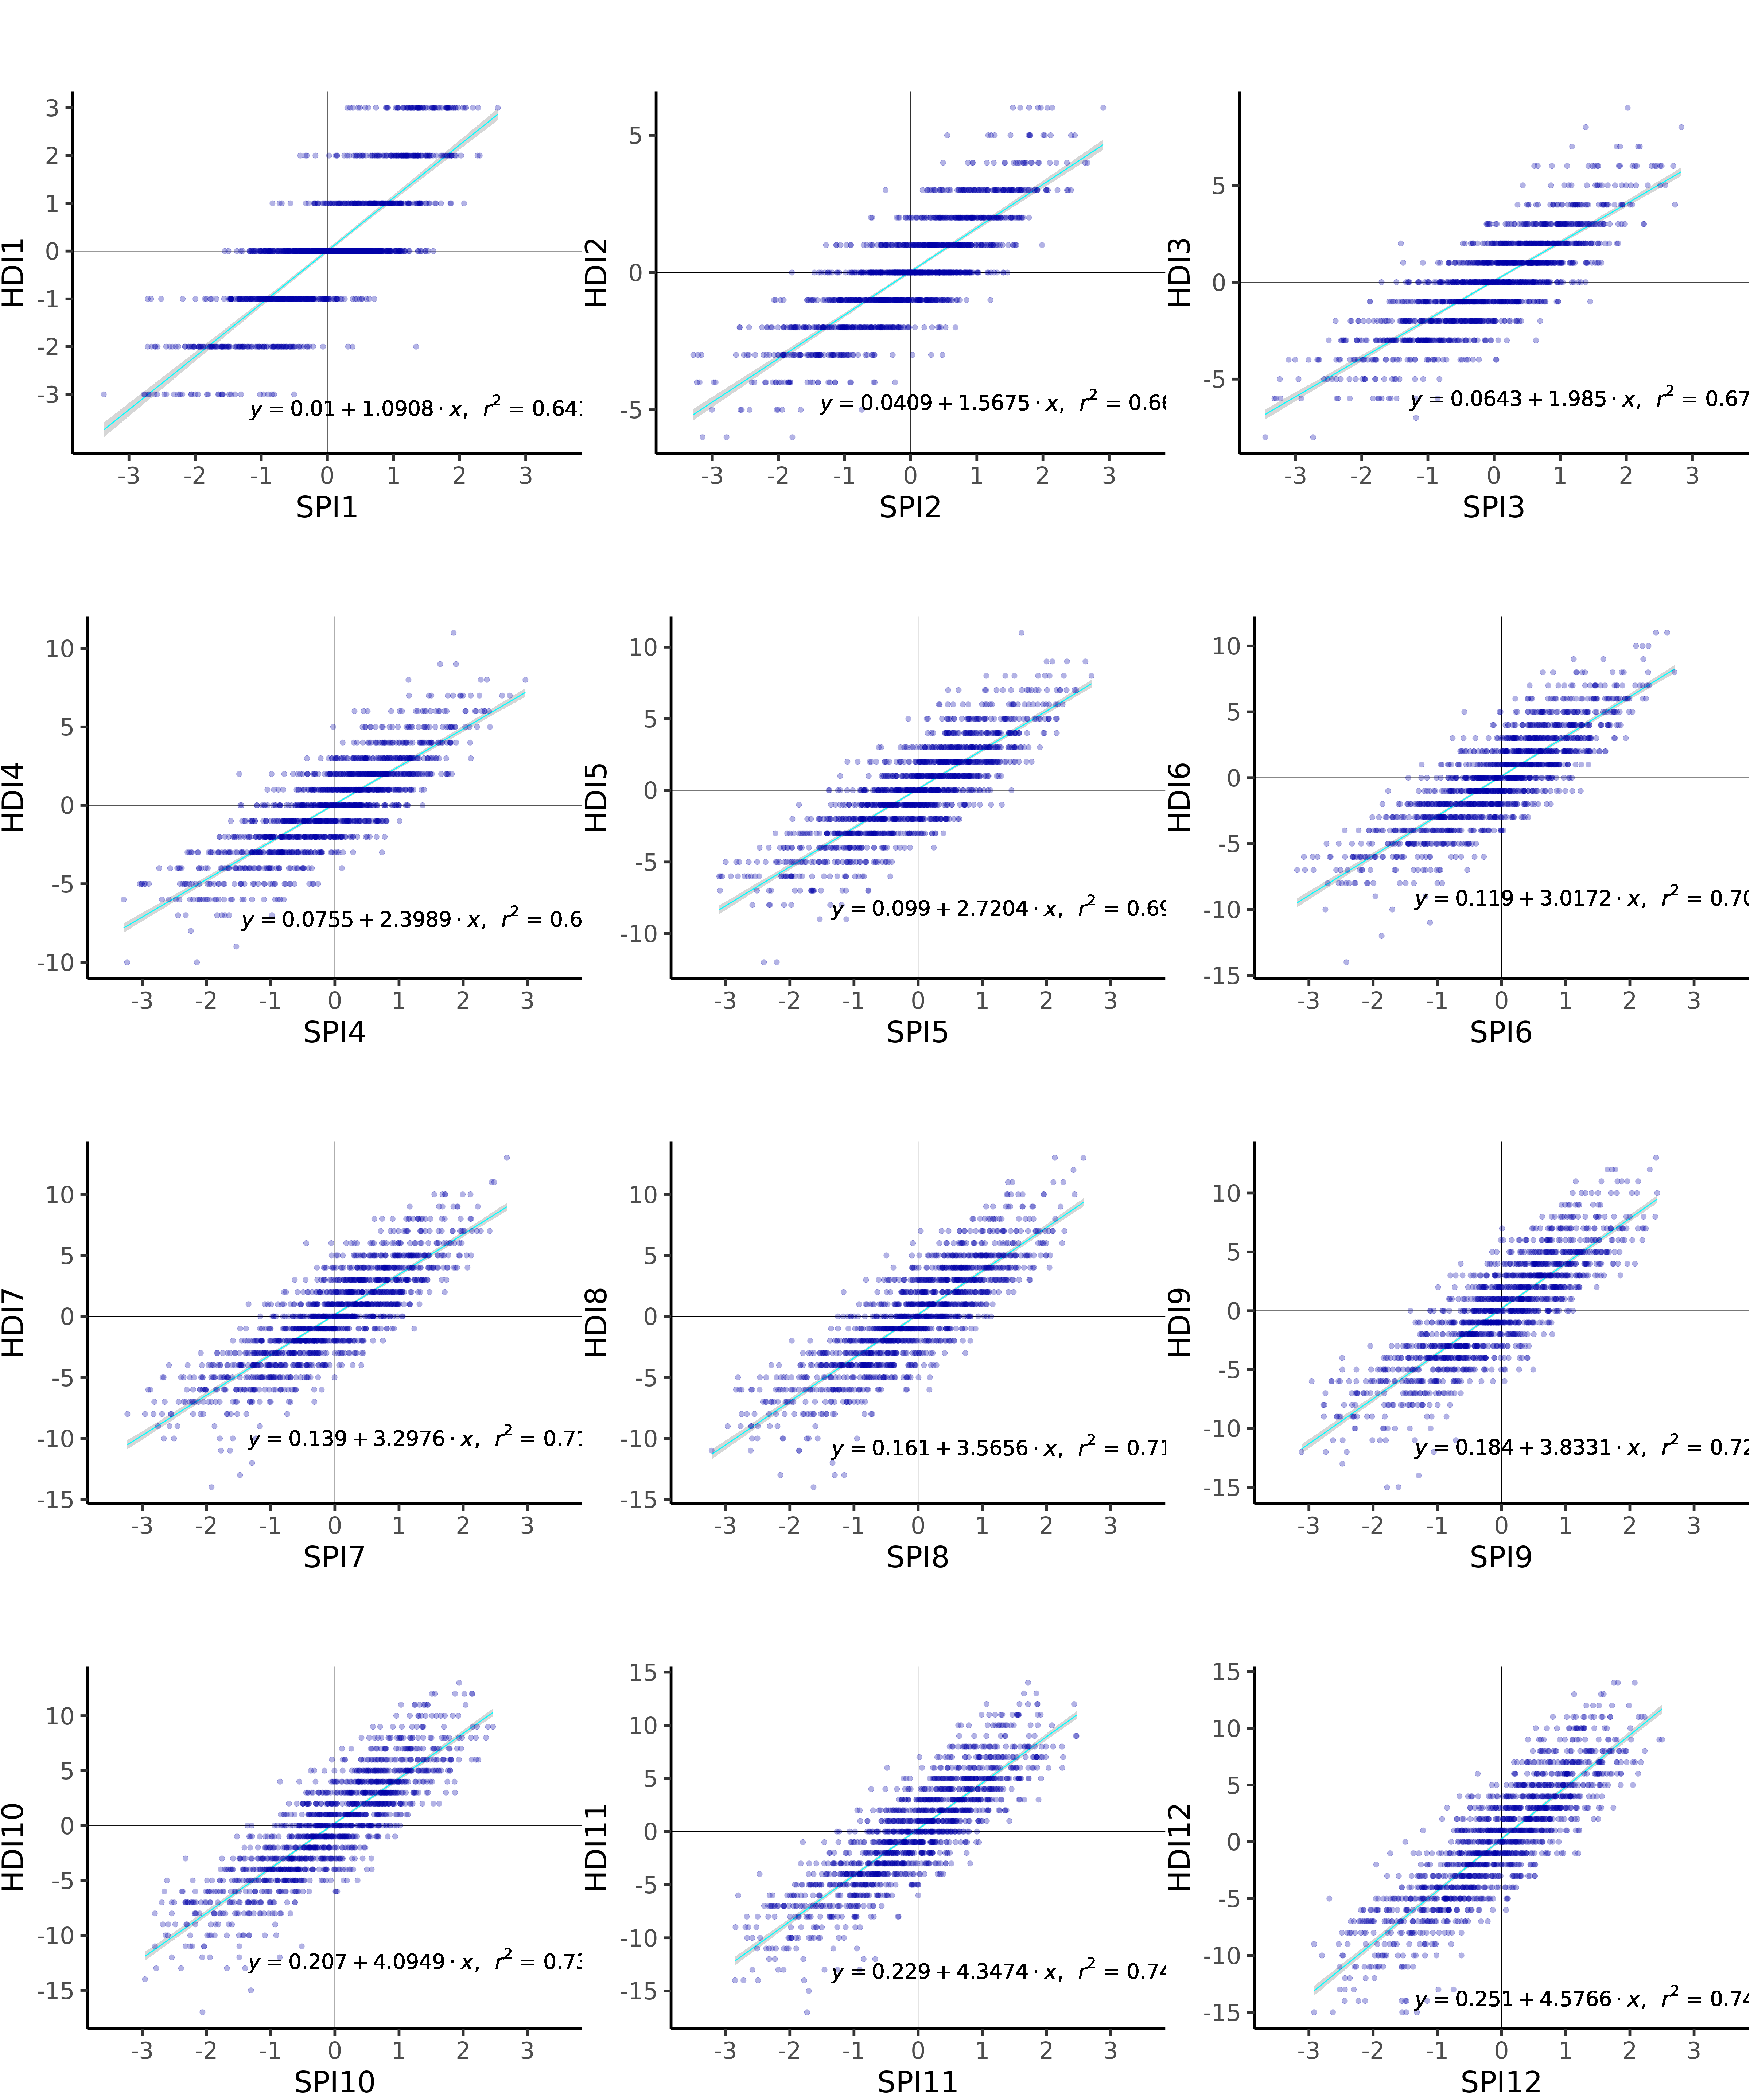 3
2
1
0
-1
-2
-3
HDI1
y = 0.01 + 1.0908 · x, r² = 0.641
-3 -2 -1 0 1 2 3
SPI1
5
0
-5
HDI2
y = 0.0409 + 1.5675 · x, r² = 0.66
-3 -2 -1 0 1 2 3
SPI2
5
0
-5
HDI3
y = 0.0643 + 1.985 · x, r² = 0.67
-3 -2 -1 0 1 2 3
SPI3
10
5
0
-5
-10
HDI4
y = 0.0755 + 2.3989 · x, r² = 0.6
-3 -2 -1 0 1 2 3
SPI4
10
5
0
-5
-10
HDI5
y = 0.099 + 2.7204 · x, r² = 0.69
-3 -2 -1 0 1 2 3
SPI5
10
5
0
-5
-10
-15
HDI6
y = 0.119 + 3.0172 · x, r² = 0.70
-3 -2 -1 0 1 2 3
SPI6
10
5
0
-5
-10
-15
HDI7
y = 0.139 + 3.2976 · x, r² = 0.71
-3 -2 -1 0 1 2 3
SPI7
10
5
0
-5
-10
-15
HDI8
y = 0.161 + 3.5656 · x, r² = 0.71
-3 -2 -1 0 1 2 3
SPI8
10
5
0
-5
-10
-15
HDI9
y = 0.184 + 3.8331 · x, r² = 0.72
-3 -2 -1 0 1 2 3
SPI9
10
5
0
-5
-10
-15
HDI10
y = 0.207 + 4.0949 · x, r² = 0.73
-3 -2 -1 0 1 2 3
SPI10
15
10
5
0
-5
-10
-15
HDI11
y = 0.229 + 4.3474 · x, r² = 0.74
-3 -2 -1 0 1 2 3
SPI11
15
10
5
0
-5
-10
-15
HDI12
y = 0.251 + 4.5766 · x, r² = 0.74
-3 -2 -1 0 1 2 3
SPI12